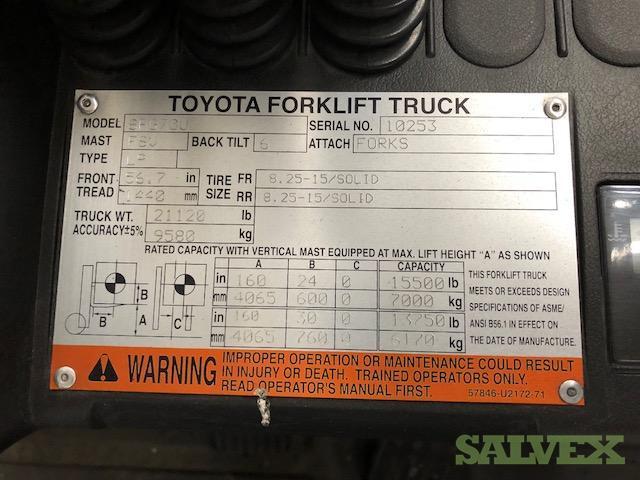 TOYOTA FORKLIFT TRUCK
MODEL SERIAL NO. 10253
MAST FSV BACK TILT 6 ATTACH FORKS
TYPE LP
FRONT TREAD 56.7 in 1440 mm TIRE SIZE FR 8.25-15/SOLID
RR 8.25-15/SOLID
TRUCK WT. 21120 lb
ACCURACY±5% 9580 kg
RATED CAPACITY WITH VERTICAL MAST EQUIPPED AT MAX. LIFT HEIGHT "A" AS SHOWN
A B C CAPACITY
in 160 24 0 15500 lb
mm 4065 600 0 7000 kg
in 160 30 0 13750 lb
mm 4065 760 0 6170 kg
B
B A C
THIS FORKLIFT TRUCK
MEETS OR EXCEEDS DESIGN
SPECIFICATIONS OF ASME/
ANSI B56.1 IN EFFECT ON
THE DATE OF MANUFACTURE.
WARNING
IMPROPER OPERATION OR MAINTENANCE COULD RESULT
IN INJURY OR DEATH. TRAINED OPERATORS ONLY.
READ OPERATOR'S MANUAL FIRST.
57846-U2172-71
SALVEX